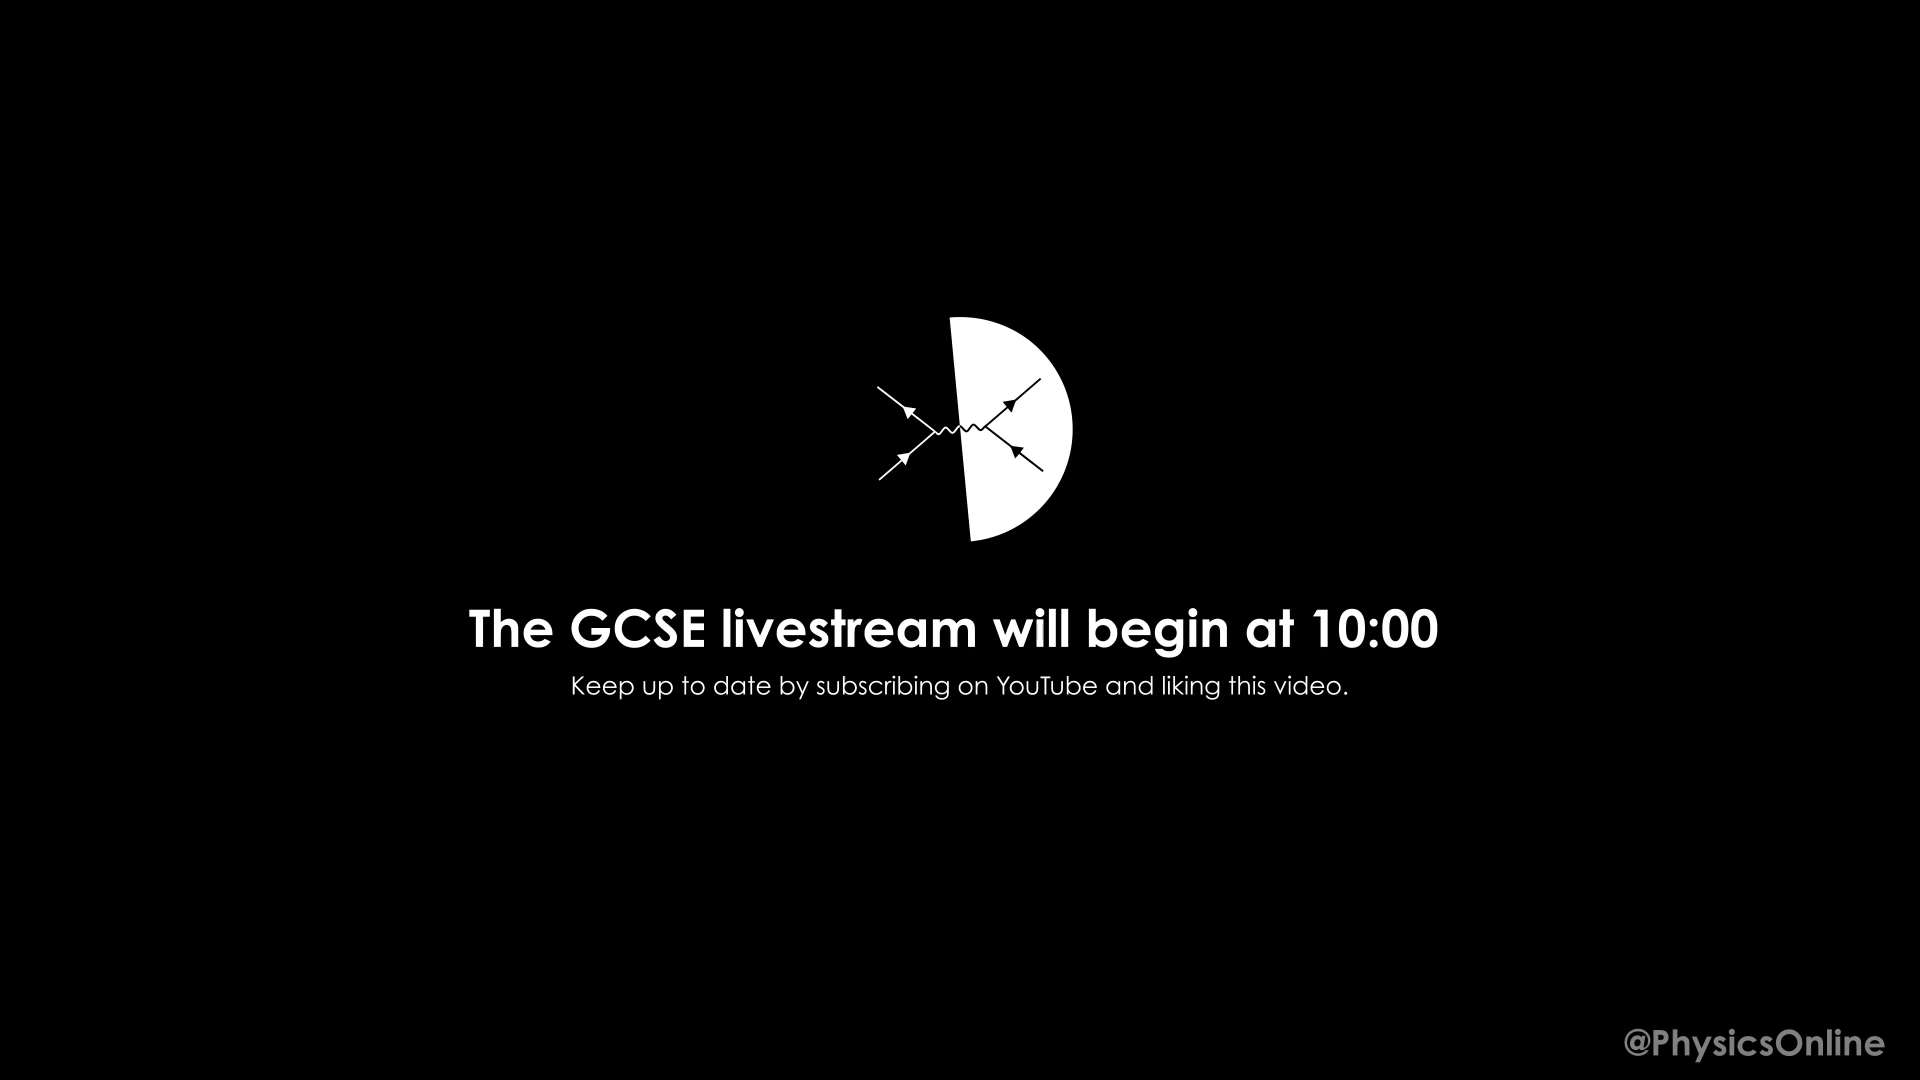 The GCSE livestream will begin at 10:00
Keep up to date by subscribing on YouTube and liking this video.
@PhysicsOnline